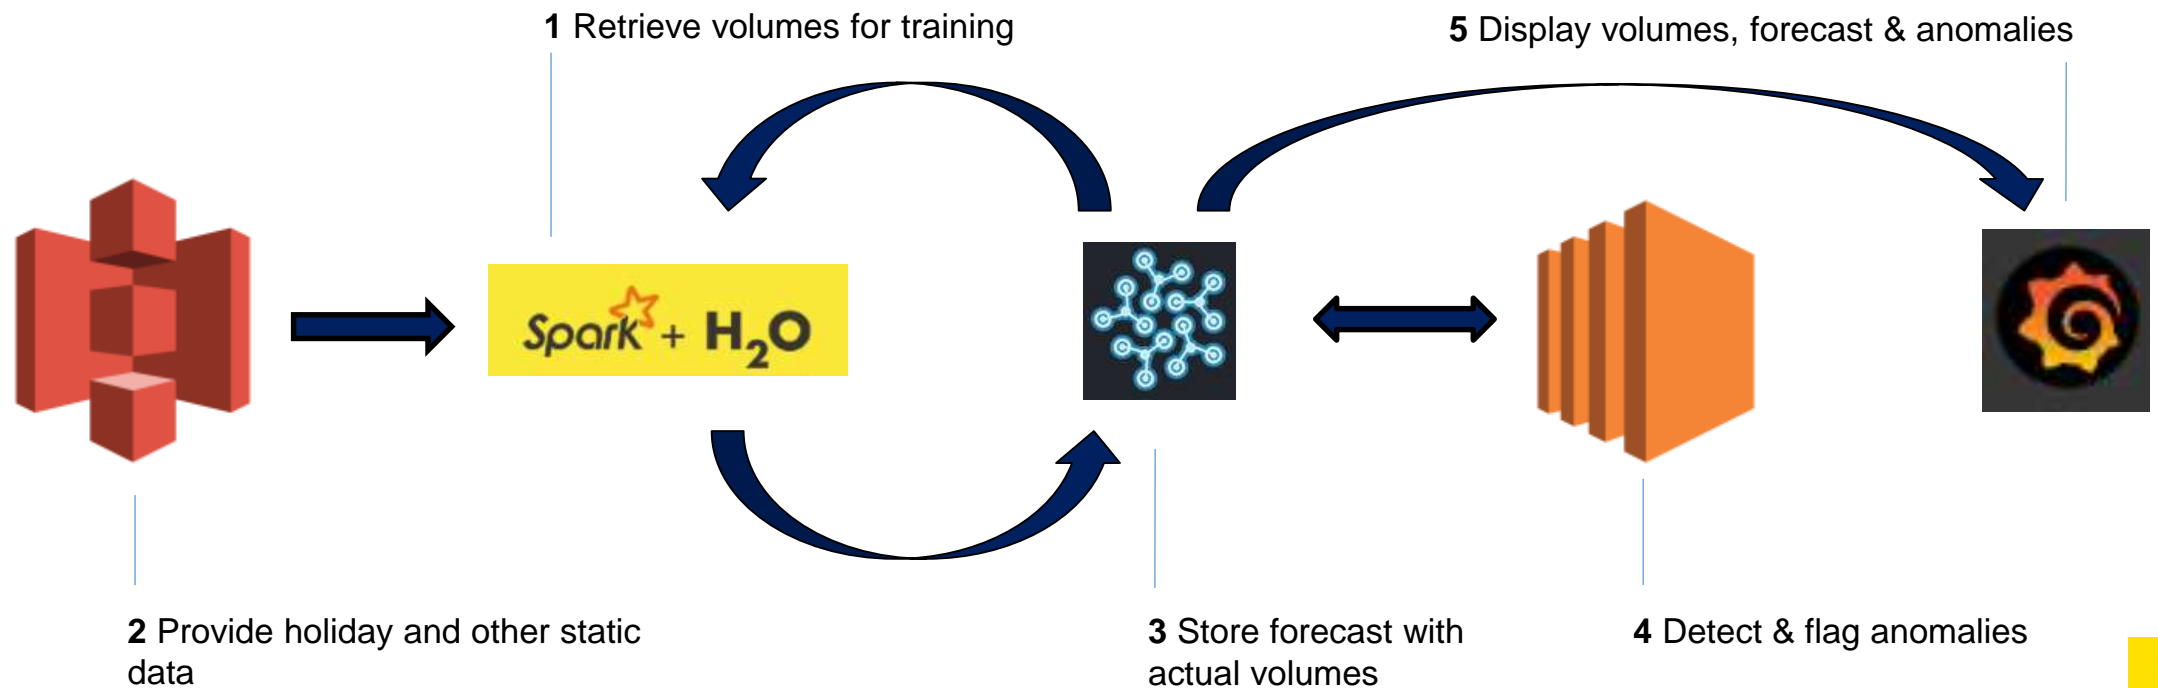 1 Retrieve volumes for training
5 Display volumes, forecast & anomalies
Spark + H₂O
2 Provide holiday and other static
data
3 Store forecast with
actual volumes
4 Detect & flag anomalies